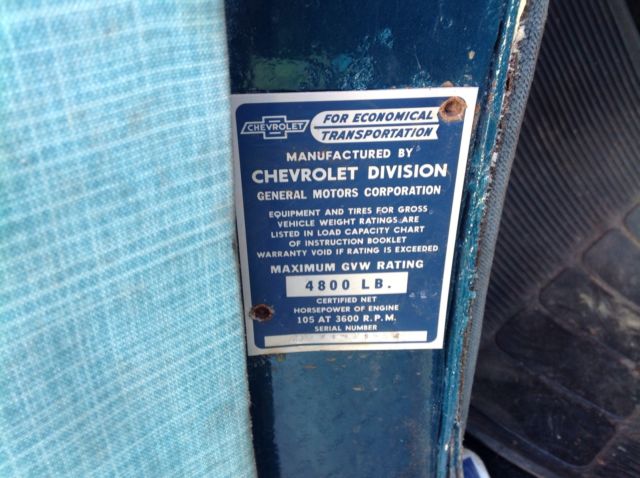 CHEVROLET
FOR ECONOMICAL
TRANSPORTATION
MANUFACTURED BY
CHEVROLET DIVISION
GENERAL MOTORS CORPORATION
EQUIPMENT AND TIRES FOR GROSS
VEHICLE WEIGHT RATINGS ARE
LISTED IN LOAD CAPACITY CHART
OF INSTRUCTION BOOKLET
WARRANTY VOID IF RATING IS EXCEEDED
MAXIMUM GVW RATING
4800 LB.
CERTIFIED NET
HORSEPOWER OF ENGINE
105 AT 3600 R.P.M.
SERIAL NUMBER